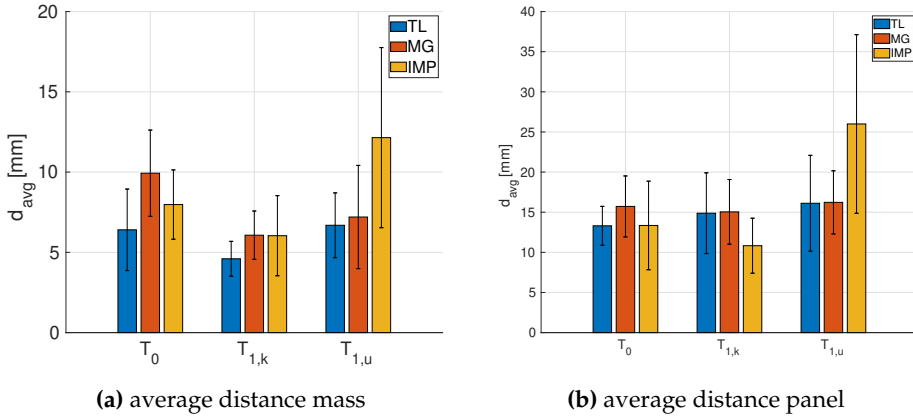 20
15
10
5
0
d_avg [mm]
TL
MG
IMP
T_0
T_1,k
T_1,u
(a) average distance mass
40
35
30
25
20
15
10
5
0
d_avg [mm]
TL
MG
IMP
T_0
T_1,k
T_1,u
(b) average distance panel